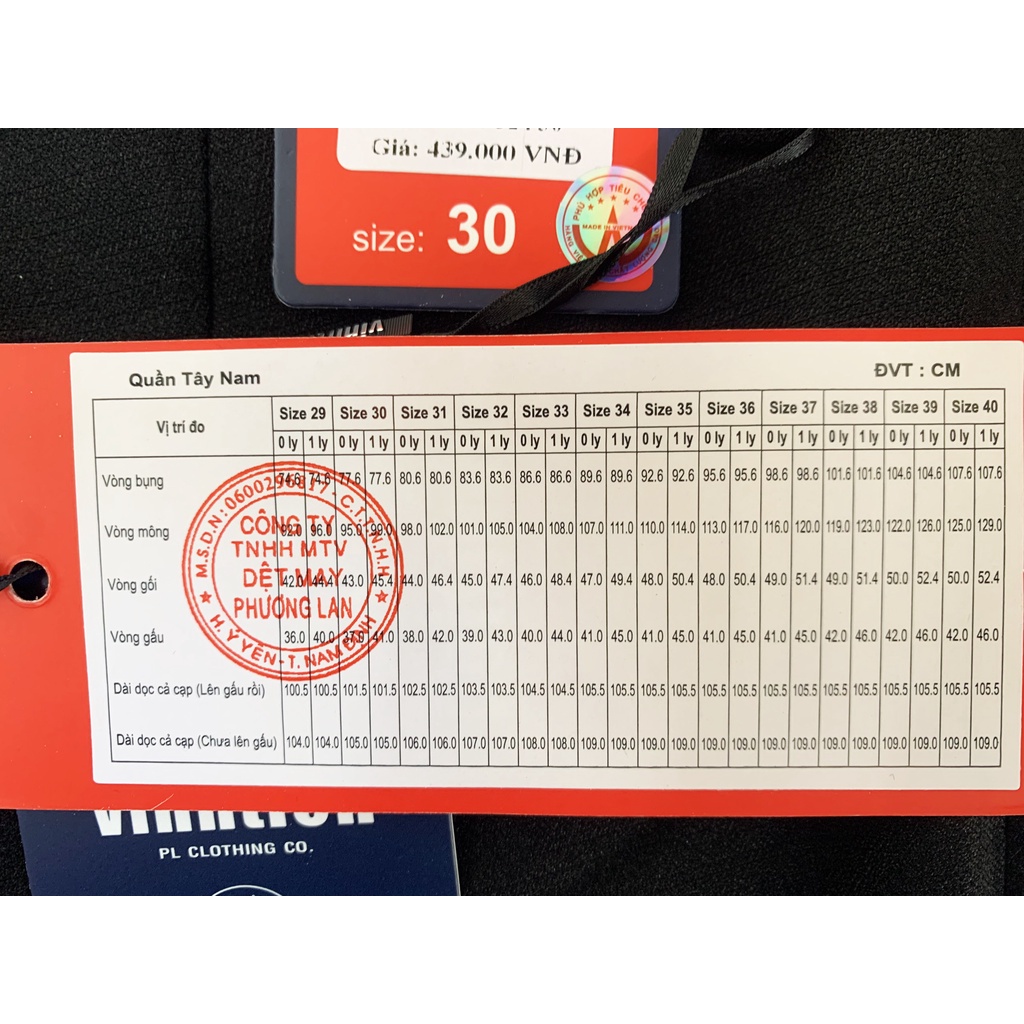 Giá: 439.000 VNĐ
size: 30
PHÙ HỢP TIÊU
MADE IN
Quần Tây Nam ĐVT : CM
Vị trí đo Size 29 Size 30 Size 31 Size 32 Size 33 Size 34 Size 35 Size 36 Size 37 Size 38 Size 39 Size 40
0 ly 1 ly 0 ly 1 ly 0 ly 1 ly 0 ly 1 ly 0 ly 1 ly 0 ly 1 ly 0 ly 1 ly 0 ly 1 ly 0 ly 1 ly 0 ly 1 ly 0 ly 1 ly 0 ly 1 ly
Vòng bụng 74.6 74.6 77.6 77.6 80.6 80.6 83.6 83.6 86.6 86.6 89.6 89.6 92.6 92.6 95.6 95.6 98.6 98.6 101.6 101.6 104.6 104.6 107.6 107.6
Vòng mông 92.0 96.0 95.0 99.0 98.0 102.0 101.0 105.0 104.0 108.0 107.0 111.0 110.0 114.0 113.0 117.0 116.0 120.0 119.0 123.0 122.0 126.0 125.0 129.0
Vòng gối 42.0 44.4 43.0 45.4 44.0 46.4 45.0 47.4 46.0 48.4 47.0 49.4 48.0 50.4 48.0 50.4 49.0 51.4 49.0 51.4 50.0 52.4 50.0 52.4
Vòng gấu 36.0 40.0 41.0 38.0 42.0 39.0 43.0 40.0 44.0 41.0 45.0 41.0 45.0 41.0 45.0 41.0 45.0 42.0 46.0 42.0 46.0 42.0 46.0
Dài dọc cả cạp (Lên gấu rồi) 100.5 100.5 101.5 101.5 102.5 102.5 103.5 103.5 104.5 104.5 105.5 105.5 105.5 105.5 105.5 105.5 105.5 105.5 105.5 105.5 105.5 105.5 105.5 105.5
Dài dọc cả cạp (Chưa lên gấu) 104.0 104.0 105.0 105.0 106.0 106.0 107.0 107.0 108.0 108.0 109.0 109.0 109.0 109.0 109.0 109.0 109.0 109.0 109.0 109.0 109.0 109.0 109.0 109.0
M.S.D.N: 0600296817 - C.T.T.N.H.H
CÔNG TY
TNHH MTV
DỆT MAY
PHƯƠNG LAN
H. Ý YÊN - T. NAM ĐỊNH
PL CLOTHING CO.